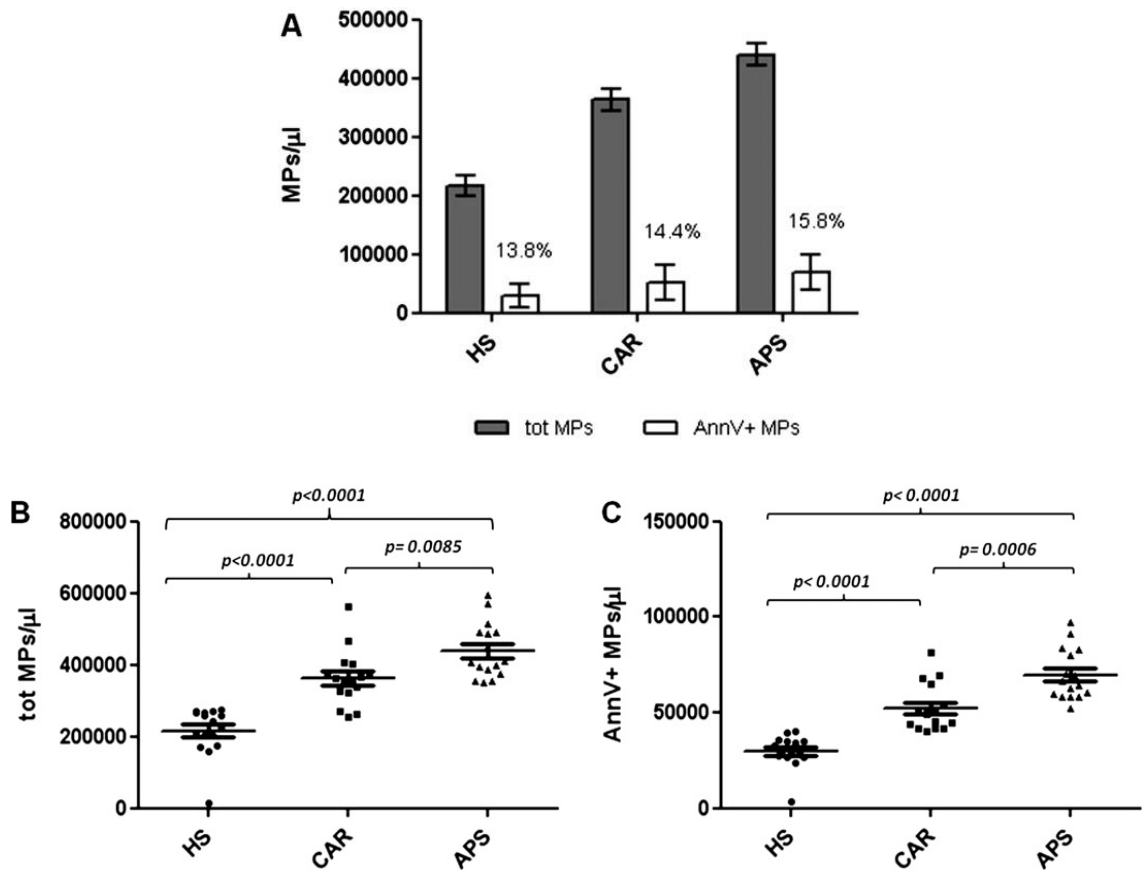 A
MPs/µl
500000
400000
300000
200000
100000
0
13.8%
14.4%
15.8%
HS
CAR
APS
tot MPs
AnnV+ MPs
B
tot MPs/µl
800000
600000
400000
200000
0
p<0.0001
p<0.0001
p= 0.0085
HS
CAR
APS
C
AnnV+ MPs/µl
150000
100000
50000
0
p< 0.0001
p< 0.0001
p= 0.0006
HS
CAR
APS